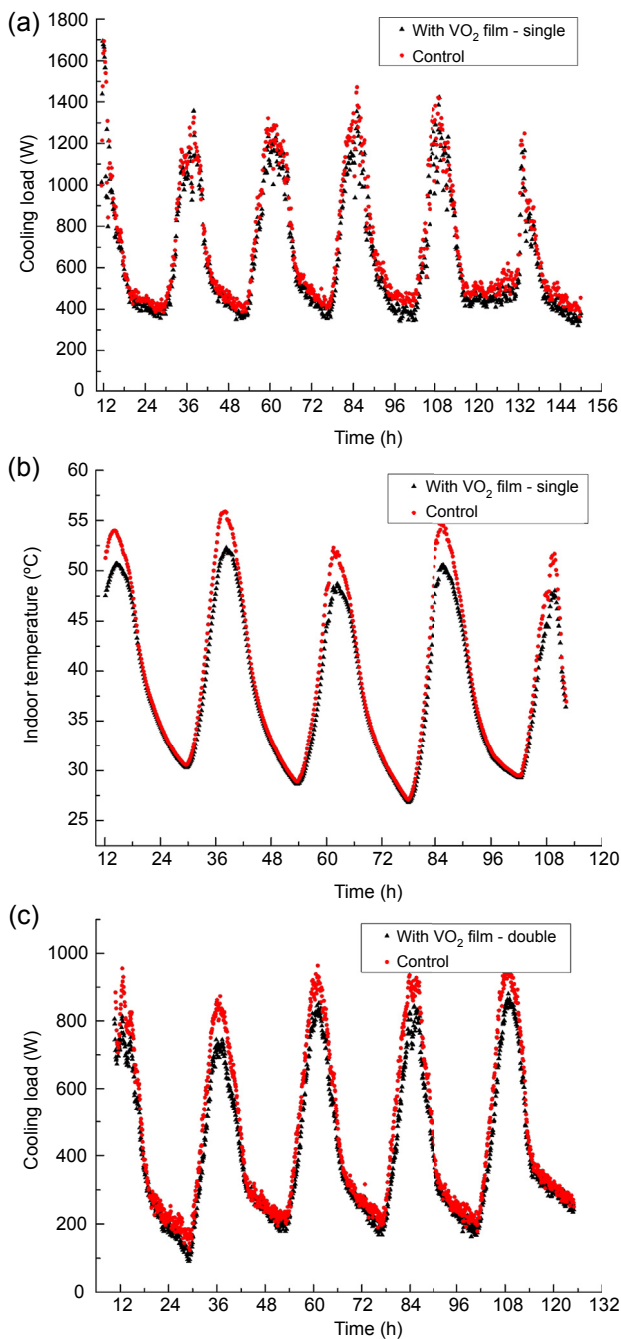 (a)
1800
1600
1400
1200
1000
800
600
400
200
0
Cooling load (W)
With VO₂ film - single
Control
12 24 36 48 60 72 84 96 108 120 132 144 156
Time (h)
(b)
60
55
50
45
40
35
30
25
Indoor temperature (ºC)
With VO₂ film - single
Control
12 24 36 48 60 72 84 96 108 120
Time (h)
(c)
1000
800
600
400
200
0
Cooling load (W)
With VO₂ film - double
Control
12 24 36 48 60 72 84 96 108 120 132
Time (h)